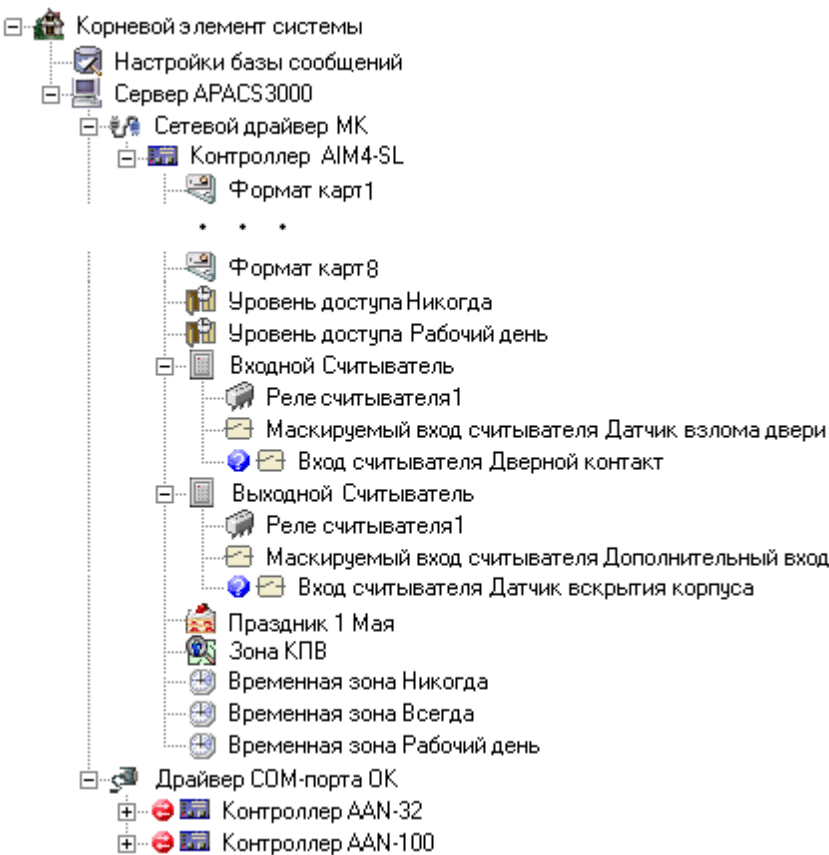 Корневой элемент системы
Настройки базы сообщений
Сервер APACS3000
Сетевой драйвер МК
Контроллер AIM4-SL
Формат карт1
. . .
Формат карт8
Уровень доступа Никогда
Уровень доступа Рабочий день
Входной Считыватель
Реле считывателя1
Маскируемый вход считывателя Датчик взлома двери
Вход считывателя Дверной контакт
Выходной Считыватель
Реле считывателя1
Маскируемый вход считывателя Дополнительный вход
Вход считывателя Датчик вскрытия корпуса
Праздник 1 Мая
Зона КПВ
Временная зона Никогда
Временная зона Всегда
Временная зона Рабочий день
Драйвер COM-порта ОК
Контроллер AAN-32
Контроллер AAN-100